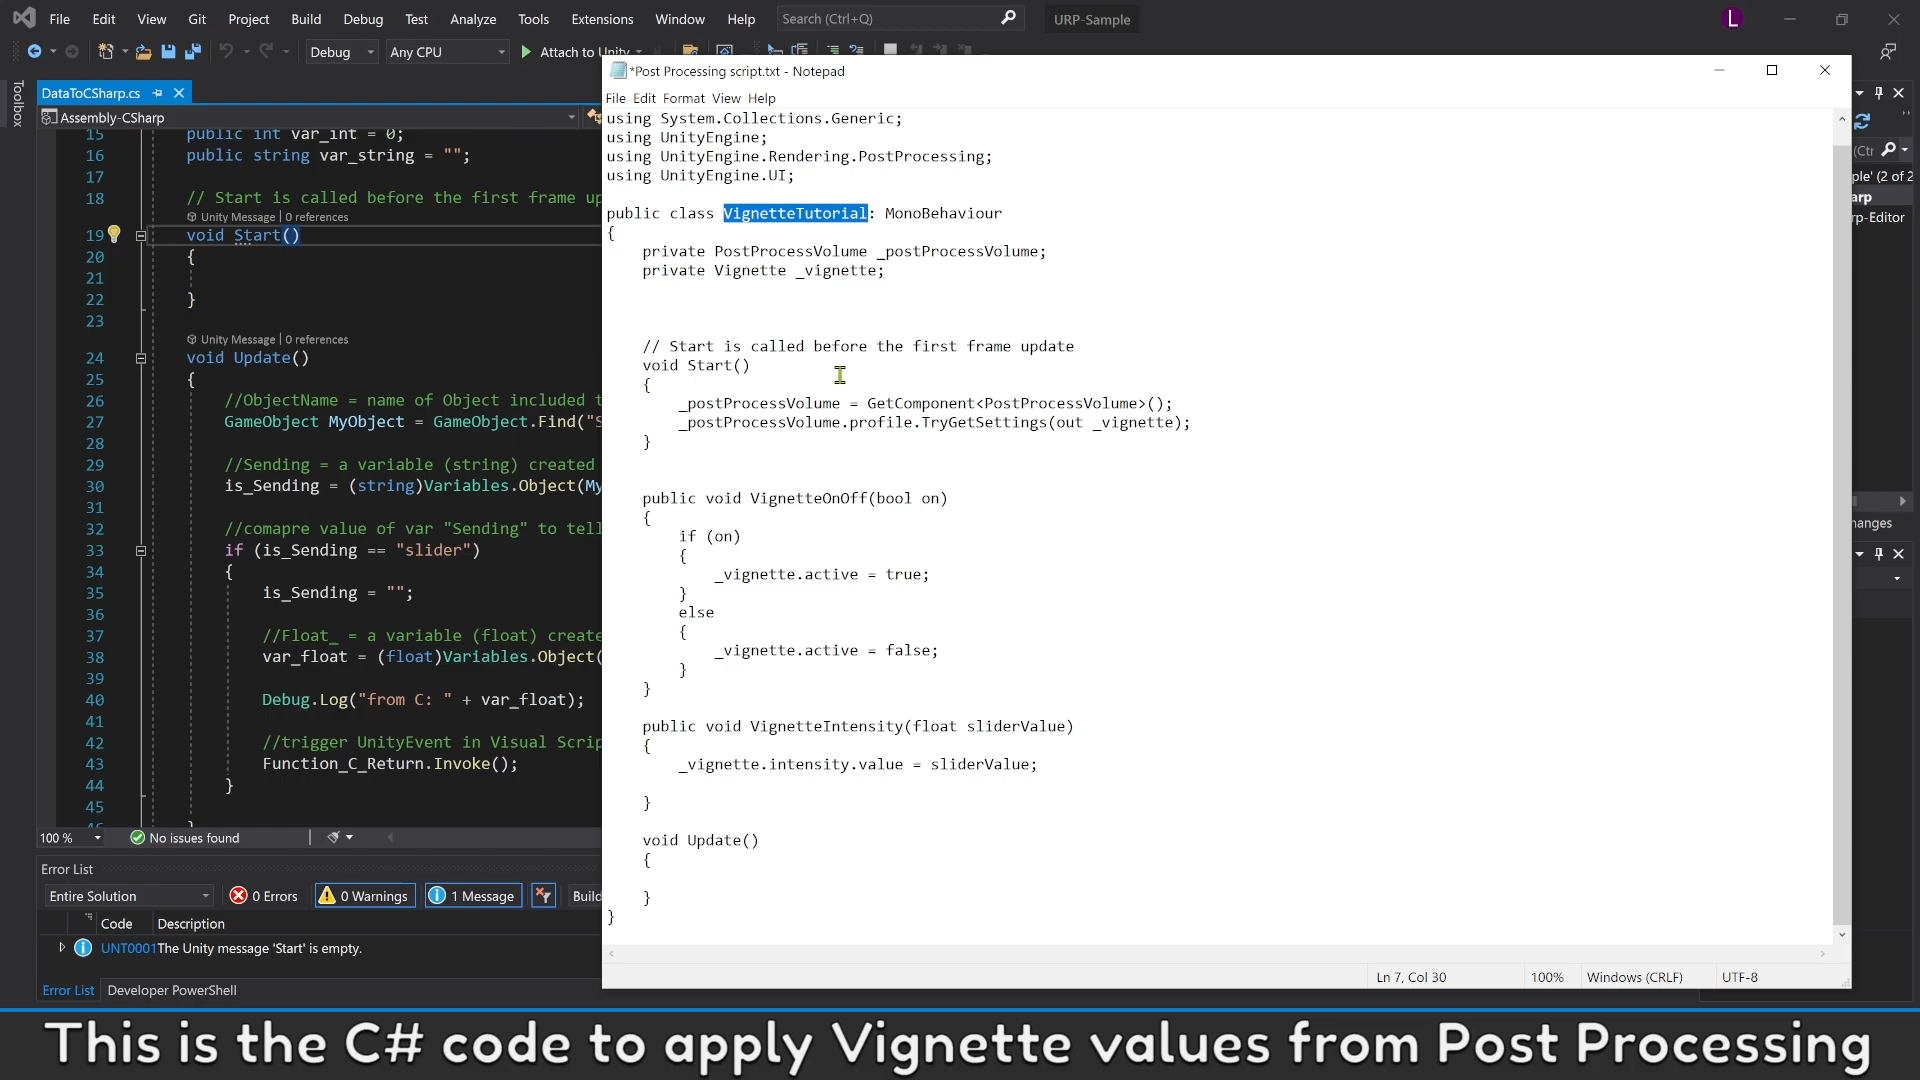 File Edit View Git Project Build Debug Test Analyze Tools Extensions Window Help Search (Ctrl+Q) URP-Sample L
Debug Any CPU Attach to Unity
*Post Processing script.txt - Notepad
File Edit Format View Help
using System.Collections.Generic;
using UnityEngine;
using UnityEngine.Rendering.PostProcessing;
using UnityEngine.UI;
public class VignetteTutorial: MonoBehaviour
{
private PostProcessVolume _postProcessVolume;
private Vignette _vignette;
// Start is called before the first frame update
void Start()
{
_postProcessVolume = GetComponent<PostProcessVolume>();
_postProcessVolume.profile.TryGetSettings(out _vignette);
}
public void VignetteOnOff(bool on)
{
if (on)
{
_vignette.active = true;
}
else
{
_vignette.active = false;
}
}
public void VignetteIntensity(float sliderValue)
{
_vignette.intensity.value = sliderValue;
}
void Update()
{
}
}
Ln 7, Col 30 100% Windows (CRLF) UTF-8
Toolbox
DataToCSharp.cs
Assembly-CSharp
15 public int var_int = 0;
16 public string var_string = "";
17
18 // Start is called before the first frame up
Unity Message | 0 references
19 void Start()
20 {
21
22 }
23
Unity Message | 0 references
24 void Update()
25 {
26 //ObjectName = name of Object included t
27 GameObject MyObject = GameObject.Find("S
28
29 //Sending = a variable (string) created
30 is_Sending = (string)Variables.Object(My
31
32 //comapre value of var "Sending" to tell
33 if (is_Sending == "slider")
34 {
35 is_Sending = "";
36
37 //Float_ = a variable (float) create
38 var_float = (float)Variables.Object(
39
40 Debug.Log("from C: " + var_float);
41
42 //trigger UnityEvent in Visual Scrip
43 Function_C_Return.Invoke();
44 }
45
100 % No issues found
Error List
Entire Solution 0 Errors 0 Warnings 1 Message Build
Code Description
UNT0001 The Unity message 'Start' is empty.
Error List Developer PowerShell
(Ctr
ple' (2 of 2
arp
rp-Editor
hanges
This is the C# code to apply Vignette values from Post Processing